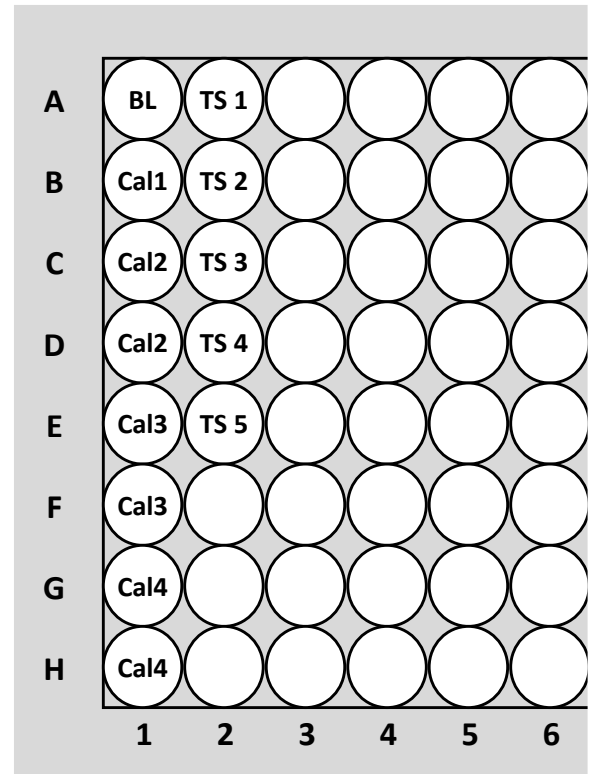 A BL TS 1
B Cal1 TS 2
C Cal2 TS 3
D Cal2 TS 4
E Cal3 TS 5
F Cal3
G Cal4
H Cal4
1 2 3 4 5 6